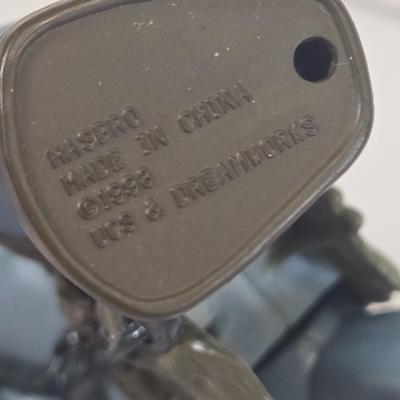 HASBRO
MADE IN CHINA
©1998
UCS & DREAMWORKS